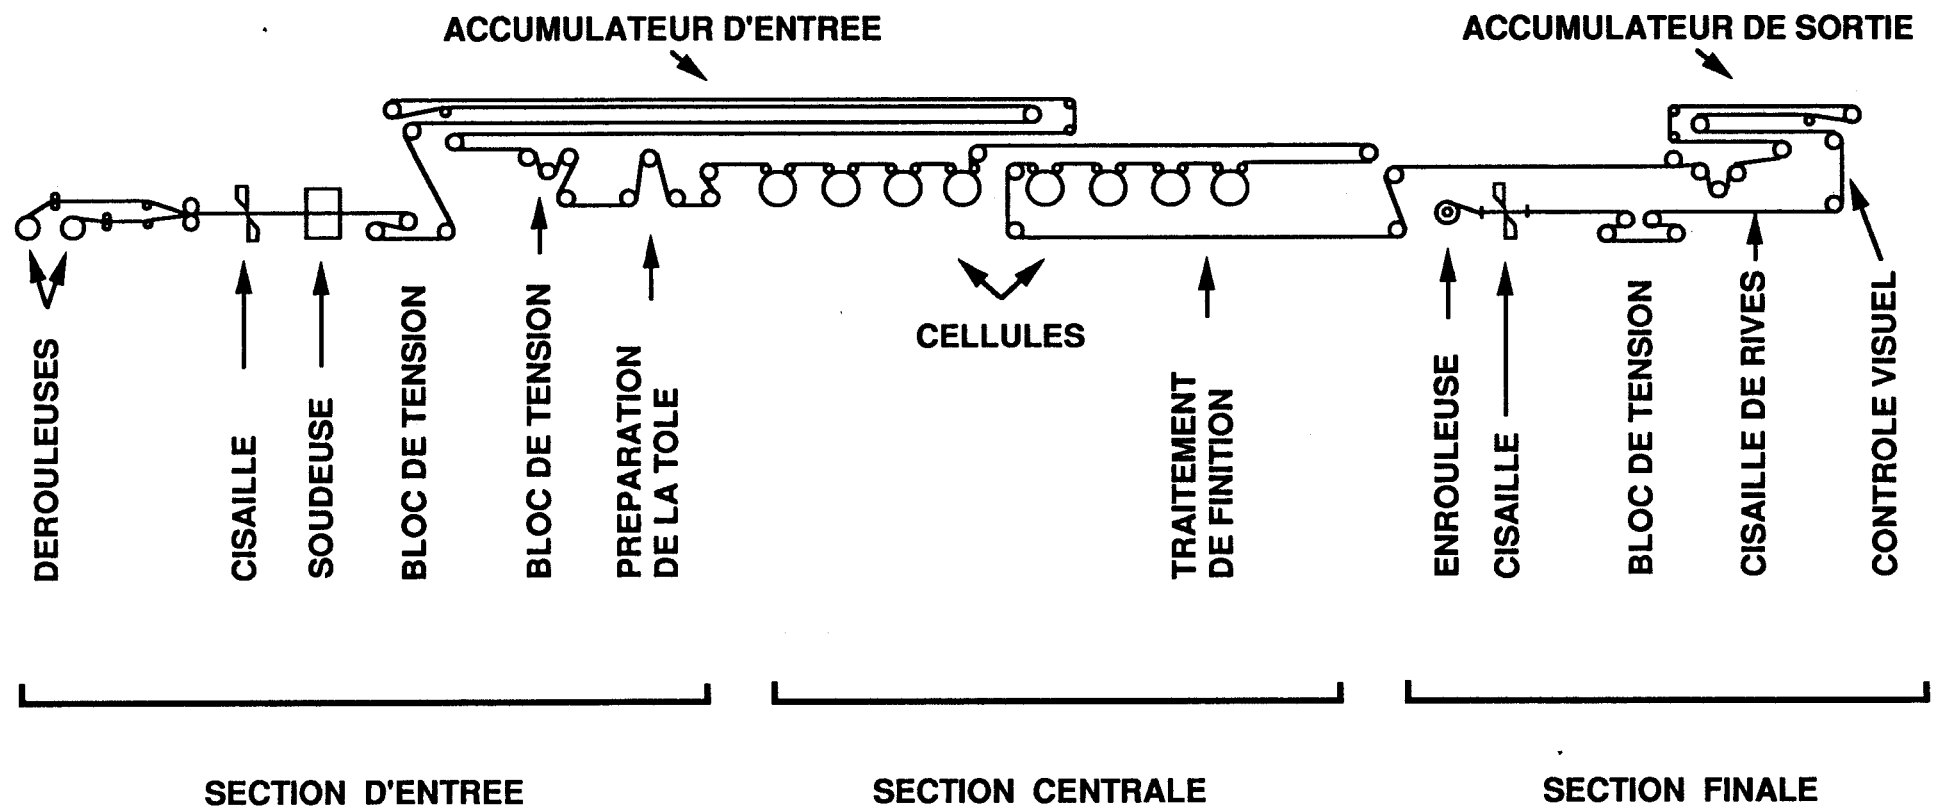 ACCUMULATEUR D'ENTREE
ACCUMULATEUR DE SORTIE
DEROULEUSES
CISAILLE
SOUDEUSE
BLOC DE TENSION
BLOC DE TENSION
PREPARATION
DE LA TOLE
CELLULES
TRAITEMENT
DE FINITION
ENROULEUSE
CISAILLE
BLOC DE TENSION
CISAILLE DE RIVES
CONTROLE VISUEL
SECTION D'ENTREE
SECTION CENTRALE
SECTION FINALE